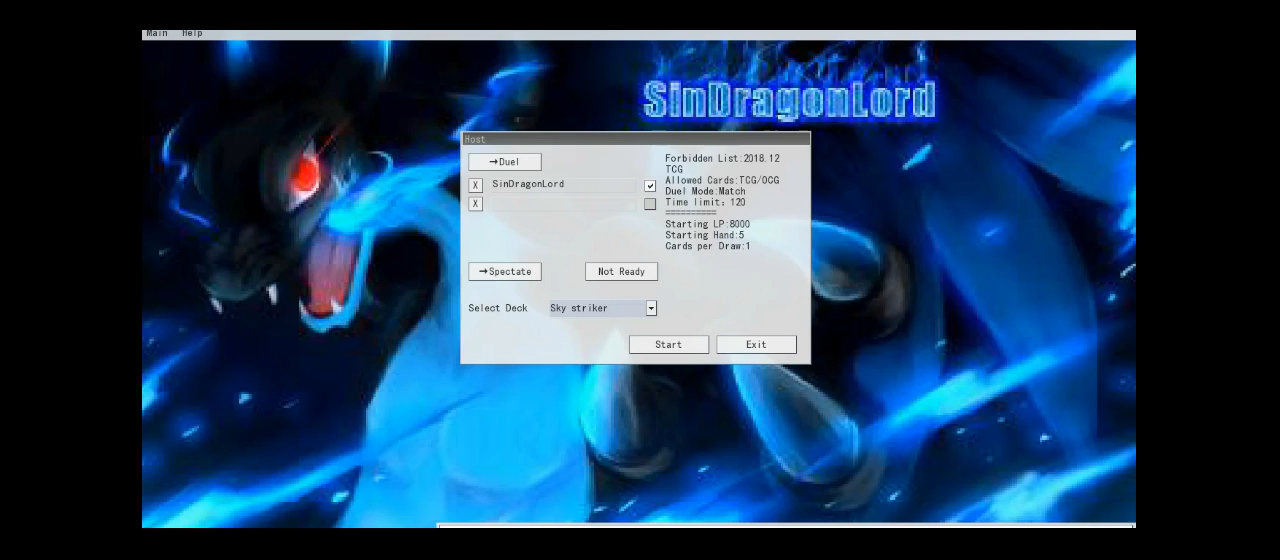 Main Help
SinDragonLord
Host
→Duel
X SinDragonLord
X
Forbidden List:2018.12
TCG
Allowed Cards:TCG/OCG
Duel Mode:Match
Time limit: 120
==========
Starting LP:8000
Starting Hand:5
Cards per Draw:1
→Spectate
Not Ready
Select Deck
Sky striker
Start
Exit